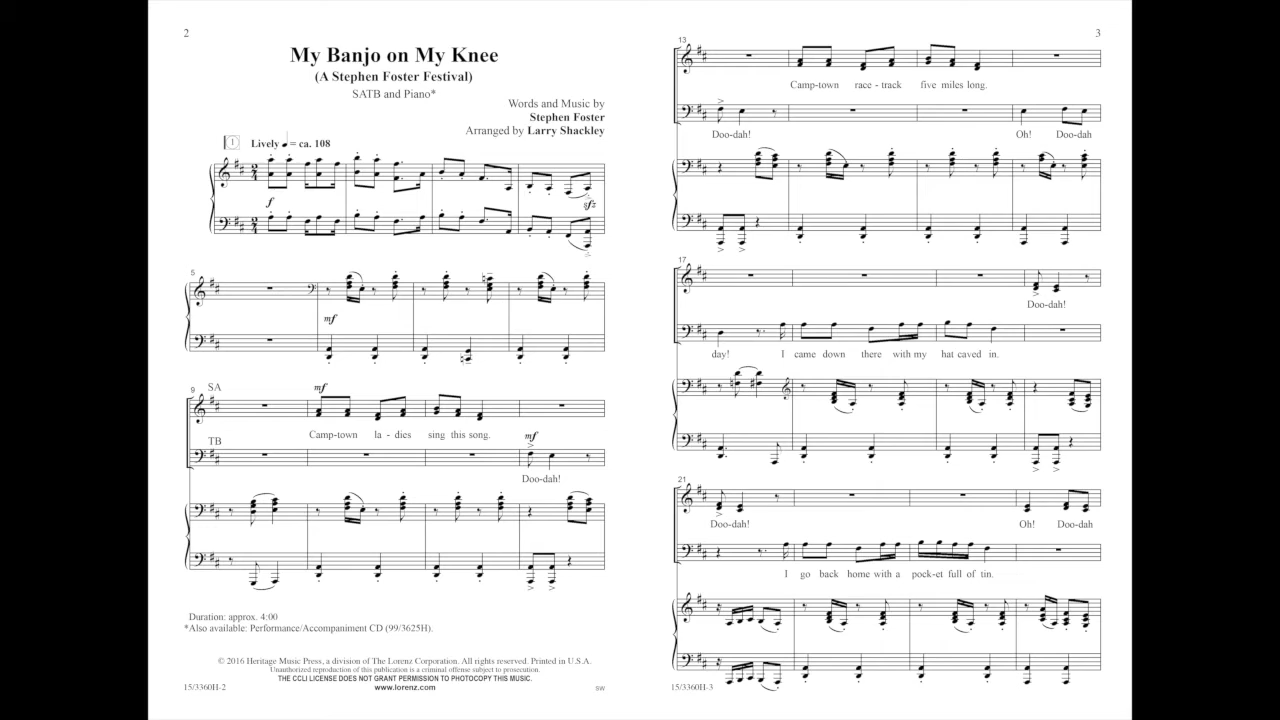 2
My Banjo on My Knee
(A Stephen Foster Festival)
SATB and Piano*
Words and Music by
Stephen Foster
Arranged by Larry Shackley
1
Lively ♩ = ca. 108
f
sfz
5
mf
9
SA
mf
Camp-town la - dies sing this song.
TB
mf
Doo-dah!
Duration: approx. 4:00
*Also available: Performance/Accompaniment CD (99/3625H).
© 2016 Heritage Music Press, a division of The Lorenz Corporation. All rights reserved. Printed in U.S.A.
Unauthorized reproduction of this publication is a criminal offense subject to prosecution.
THE CCLI LICENSE DOES NOT GRANT PERMISSION TO PHOTOCOPY THIS MUSIC.
www.lorenz.com
15/3360H-2
SW
3
13
Camp-town race - track five miles long.
Doo-dah! Oh! Doo-dah
17
Doo-dah!
day! I came down there with my hat caved in.
21
Doo-dah! Oh! Doo-dah
I go back home with a pock-et full of tin.
15/3360H-3